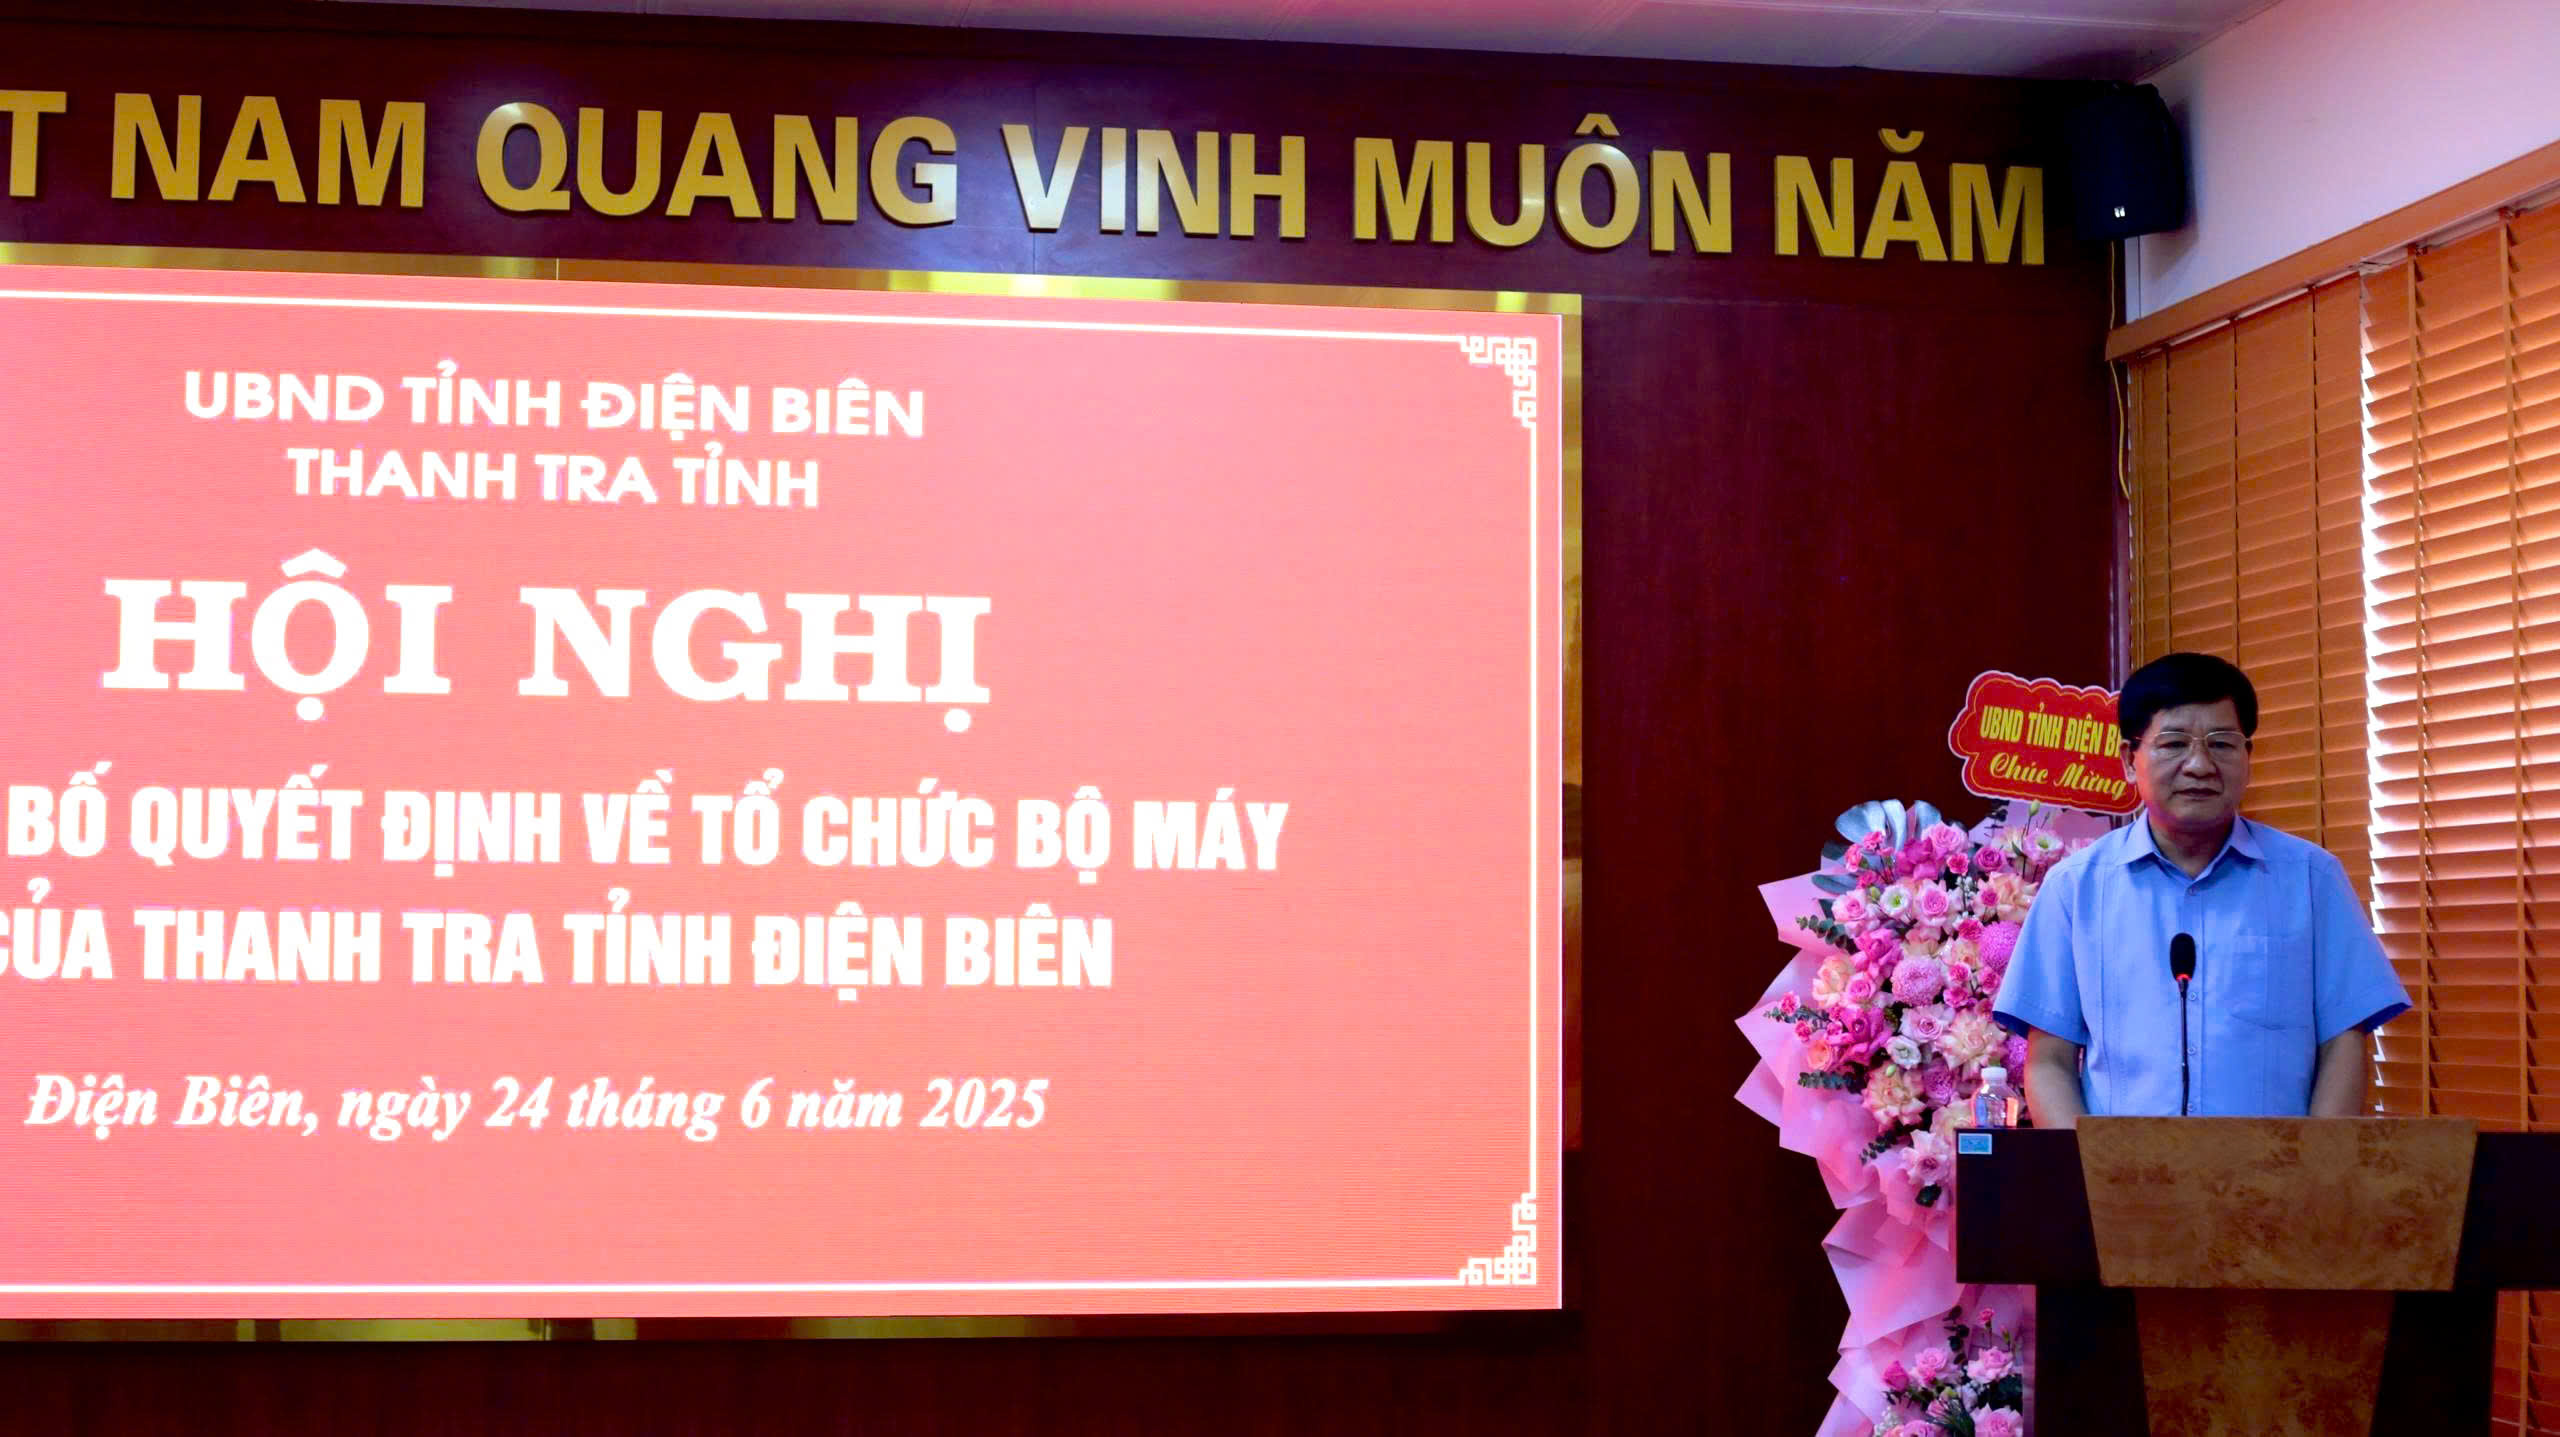 T NAM QUANG VINH MUÔN NĂM
UBND TỈNH ĐIỆN BIÊN
THANH TRA TỈNH
HỘI NGHỊ
BỐ QUYẾT ĐỊNH VỀ TỔ CHỨC BỘ MÁY
CỦA THANH TRA TỈNH ĐIỆN BIÊN
Điện Biên, ngày 24 tháng 6 năm 2025
UBND TỈNH ĐIỆN B
Chúc Mừng